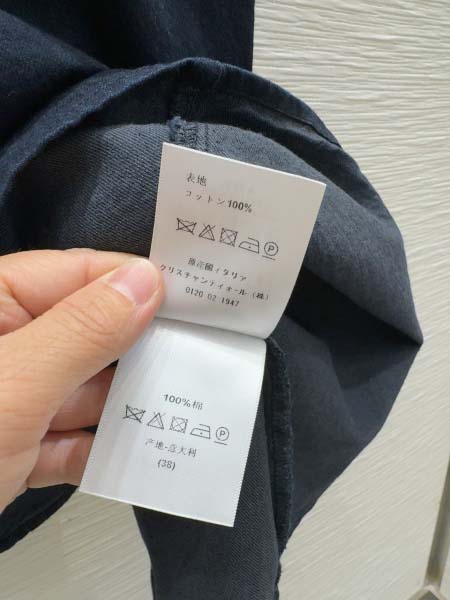 表地
コットン100%
原産國イタリア
クリスチャンディオール (株)
0120 02 1947
100%棉
P
产地-意大利
(38)